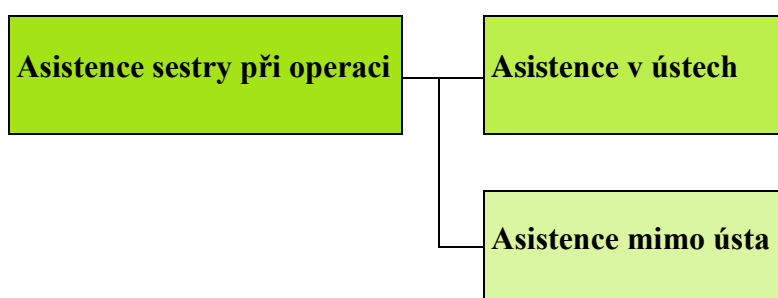 Asistence sestry při operaci
Asistence v ústech
Asistence mimo ústa